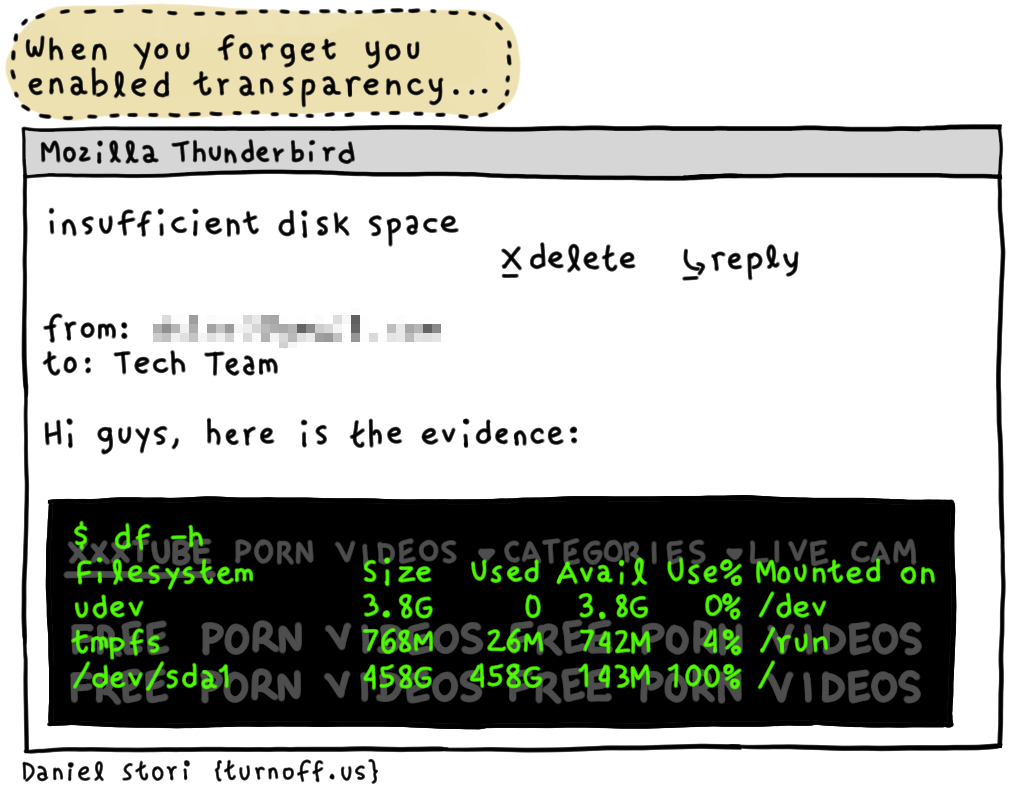 When you forget you
enabled transparency...
Mozilla Thunderbird
insufficient disk space
X delete ↳ reply
from:
to: Tech Team
Hi guys, here is the evidence:
$ df -h
XXXTUBE PORN VIDEOS ♥CATEGORIES ♥LIVE CAM
Filesystem Size Used Avail Use% Mounted on
udev 3.8G 0 3.8G 0% /dev
FREE PORN VIDEOS FREE PORN VIDEOS
tmpfs 768M 26M 742M 4% /run
FREE PORN VIDEOS FREE PORN VIDEOS
/dev/sda1 458G 458G 143M 100% /
Daniel Stori {turnoff.us}